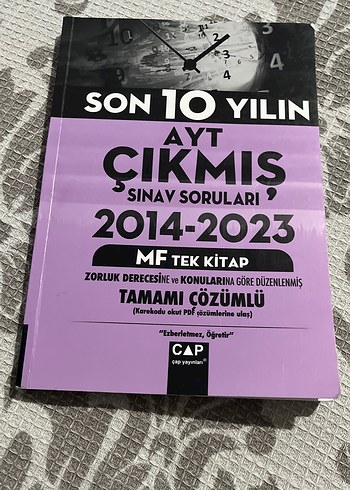 SON 10 YILIN
AYT
ÇIKMIŞ
SINAV SORULARI
2014-2023
MF TEK KİTAP
ZORLUK DERECESİNE ve KONULARINA GÖRE DÜZENLENMİŞ
TAMAMI ÇÖZÜMLÜ
(Karekodu okut PDF çözümlerine ulaş)
"Ezberletmez, Öğretir"
CAP
çap yayınları®